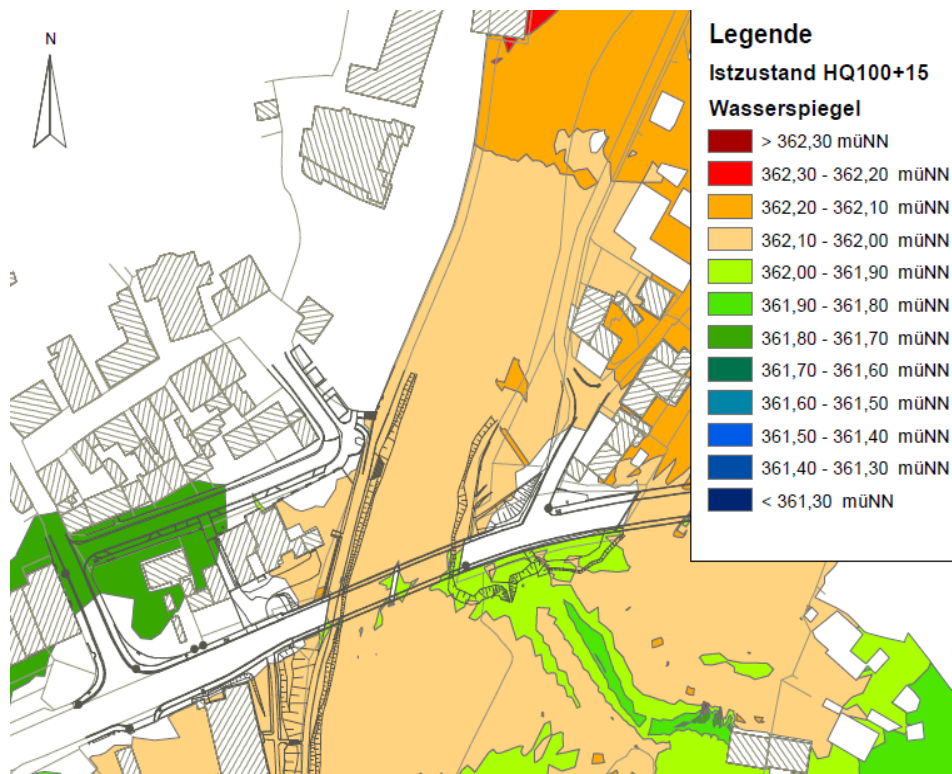 N
Legende
Istzustand HQ100+15
Wasserspiegel
> 362,30 müNN
362,30 - 362,20 müNN
362,20 - 362,10 müNN
362,10 - 362,00 müNN
362,00 - 361,90 müNN
361,90 - 361,80 müNN
361,80 - 361,70 müNN
361,70 - 361,60 müNN
361,60 - 361,50 müNN
361,50 - 361,40 müNN
361,40 - 361,30 müNN
< 361,30 müNN